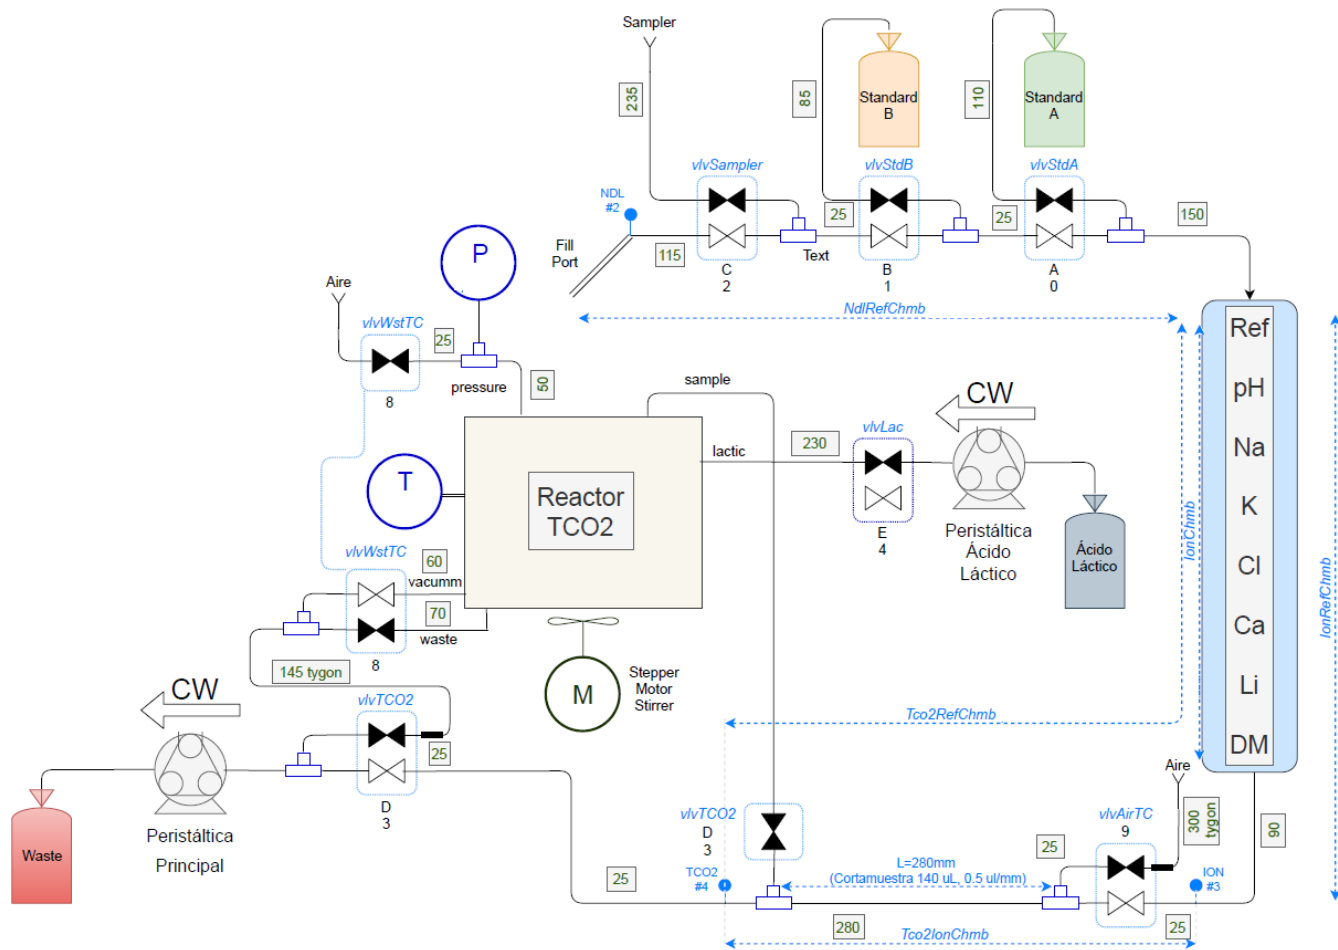 Sampler
235
85
110
Standard
B
Standard
A
vlvSampler
vlvStdB
vlvStdA
NDL
#2
25
25
150
Fill
Port
115
Text
C
2
B
1
A
0
P
Aire
NdlRefChmb
vlvWstTC
25
pressure
50
8
Ref
pH
Na
K
Cl
Ca
Li
DM
sample
CW
lactic
230
vlvLac
T
Reactor
TCO2
E
4
Peristáltica
Ácido
Láctico
Ácido
Láctico
IonChmb
IonRefChmb
vlvWstTC
60
vacumm
70
waste
8
145 tygon
M
Stepper
Motor
Stirrer
CW
vlvTCO2
25
D
3
Tco2RefChmb
Aire
Waste
Peristáltica
Principal
vlvTCO2
D
3
vlvAirTC
9
300
tygon
90
25
L=280mm
(Cortamuestra 140 uL, 0.5 ul/mm)
25
TCO2
#4
ION
#3
280
25
Tco2IonChmb